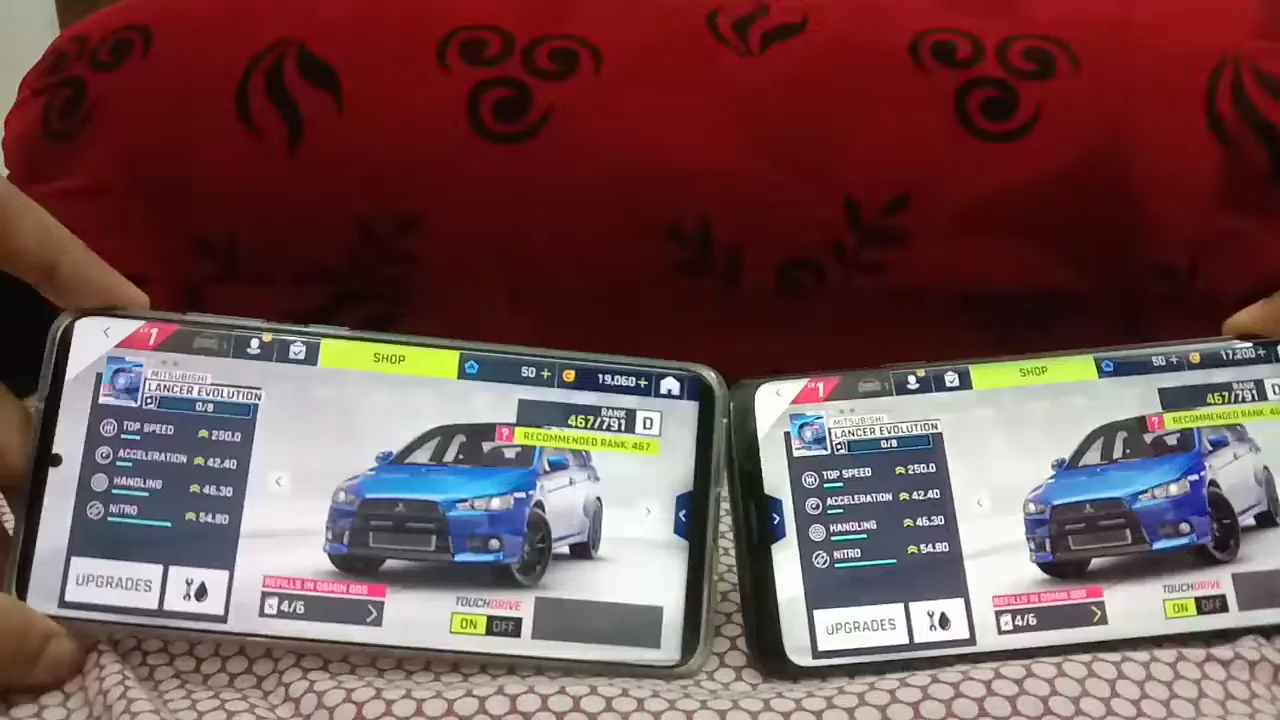 LV 1
SHOP
50 +
19,060 +
MITSUBISHI
LANCER EVOLUTION
0/8
RANK
467/791 D
? RECOMMENDED RANK: 467
TOP SPEED 250.0
ACCELERATION 42.40
HANDLING 46.30
NITRO 54.80
UPGRADES
4/6
TOUCHDRIVE
ON OFF
LV 1
SHOP
50 +
17,200 +
MITSUBISHI
LANCER EVOLUTION
0/8
RANK
467/791
? RECOMMENDED RANK: 46
TOP SPEED 250.0
ACCELERATION 42.40
HANDLING 46.30
NITRO 54.80
UPGRADES
4/6
TOUCHDRIVE
ON OFF